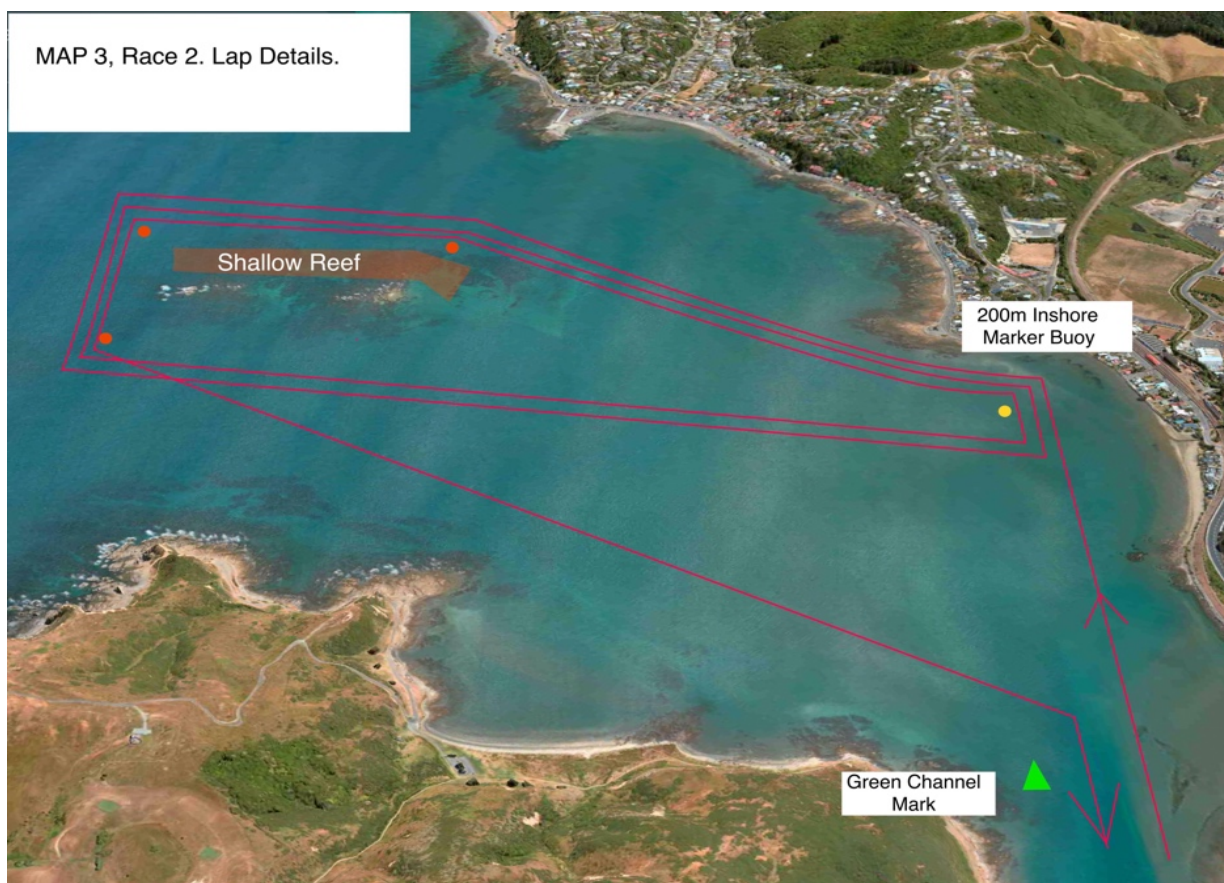 MAP 3, Race 2. Lap Details.
Shallow Reef
200m Inshore
Marker Buoy
Green Channel
Mark